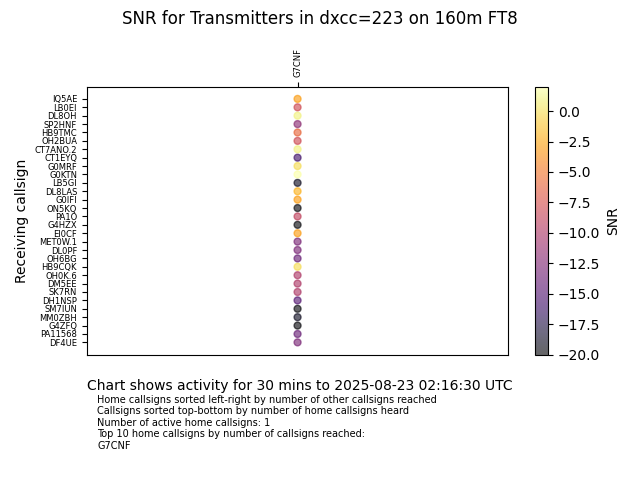 SNR for Transmitters in dxcc=223 on 160m FT8
G7CNF
IQ5AE
LB0EI
DL8OH
SP2HNF
HB9TMC
OH2BUA
CT7ANO.2
CT1EYQ
G0MRF
G0KTN
LB5GI
DL8LAS
G0IFI
ON5KQ
PA1O
G4HZX
EI0CF
MET0W.1
DL0PF
OH6BG
HB9CQK
OH0K.6
DM5EE
SK7RN
DH1NSP
SM7IUN
MM0ZBH
G4ZFQ
PA11568
DF4UE
Receiving callsign
0.0
−2.5
−5.0
−7.5
−10.0
−12.5
−15.0
−17.5
−20.0
SNR
Chart shows activity for 30 mins to 2025-08-23 02:16:30 UTC
Home callsigns sorted left-right by number of other callsigns reached
Callsigns sorted top-bottom by number of home callsigns heard
Number of active home callsigns: 1
Top 10 home callsigns by number of callsigns reached:
G7CNF